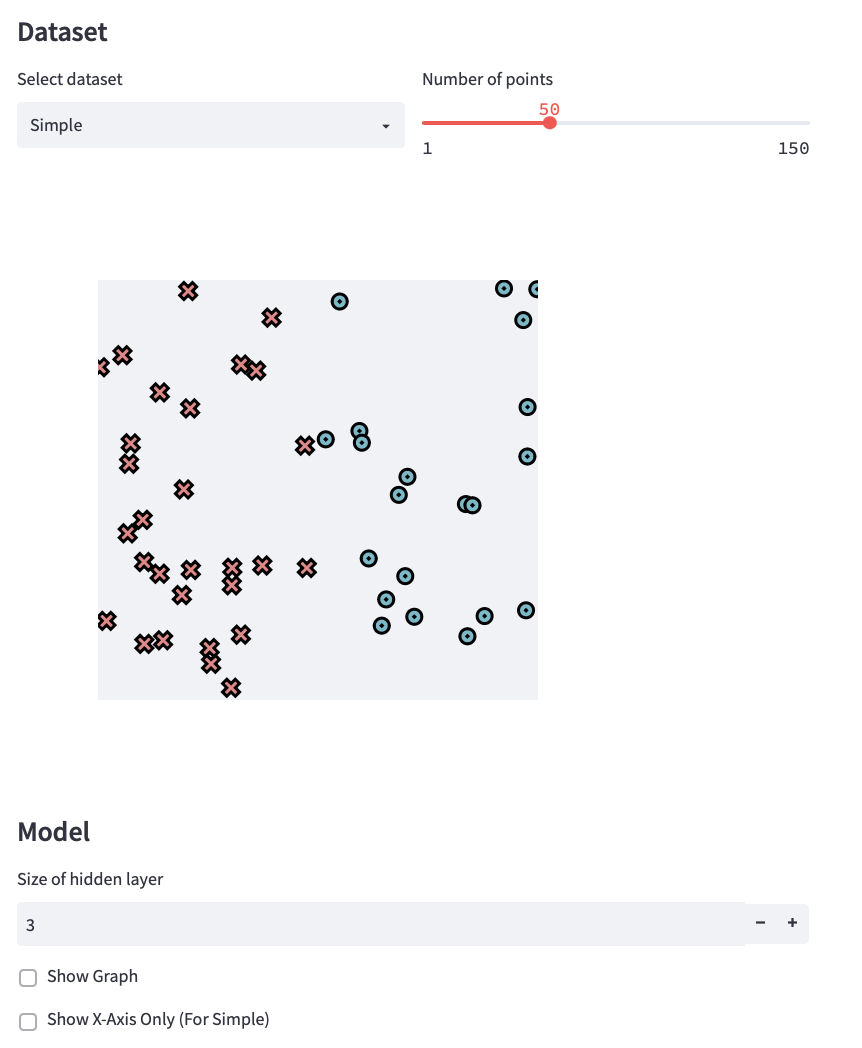 Dataset
Select dataset
Number of points
Simple
50
1
150
Model
Size of hidden layer
3
Show Graph
Show X-Axis Only (For Simple)